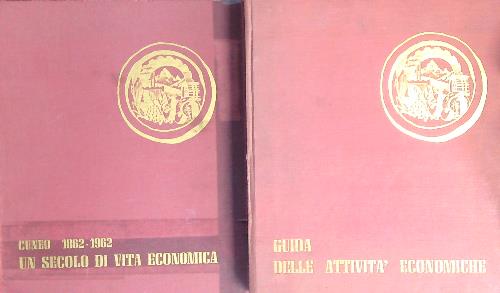 CUNEO 1862-1962
UN SECOLO DI VITA ECONOMICA
GUIDA
DELLE ATTIVITA' ECONOMICHE